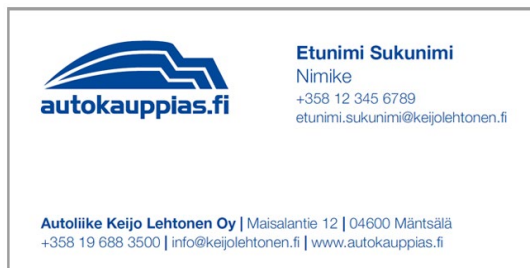 autokauppias.fi
Etunimi Sukunimi
Nimike
+358 12 345 6789
etunimi.sukunimi@keijolehtonen.fi
Autoliike Keijo Lehtonen Oy | Maisalantie 12 | 04600 Mäntsälä
+358 19 688 3500 | info@keijolehtonen.fi | www.autokauppias.fi